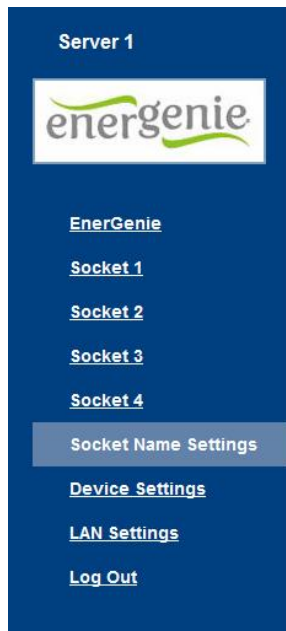 Server 1
energenie
EnerGenie
Socket 1
Socket 2
Socket 3
Socket 4
Socket Name Settings
Device Settings
LAN Settings
Log Out